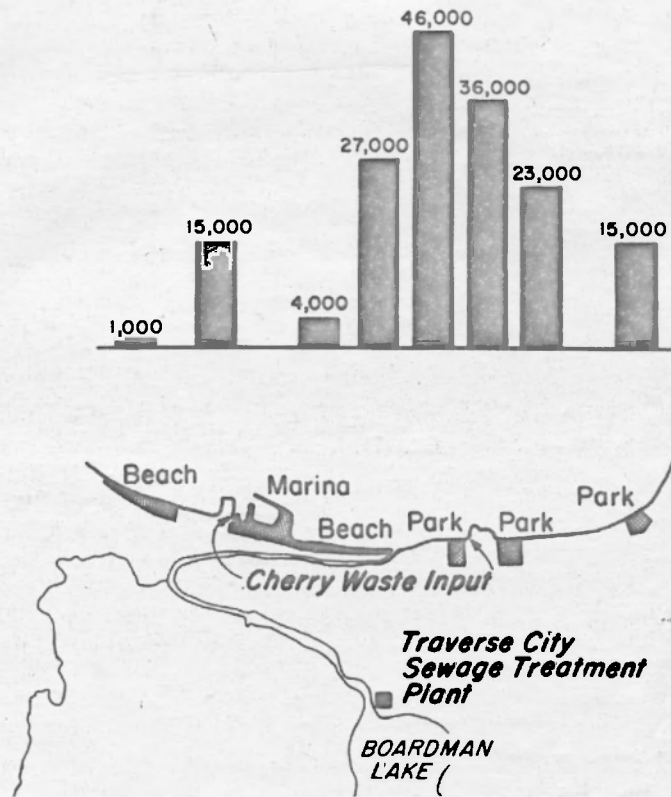 46,000
36,000
27,000
23,000
15,000
15,000
4,000
1,000
Beach
Marina
Beach
Park
Park
Park
Cherry Waste Input
Traverse City
Sewage Treatment
Plant
BOARDMAN
LAKE